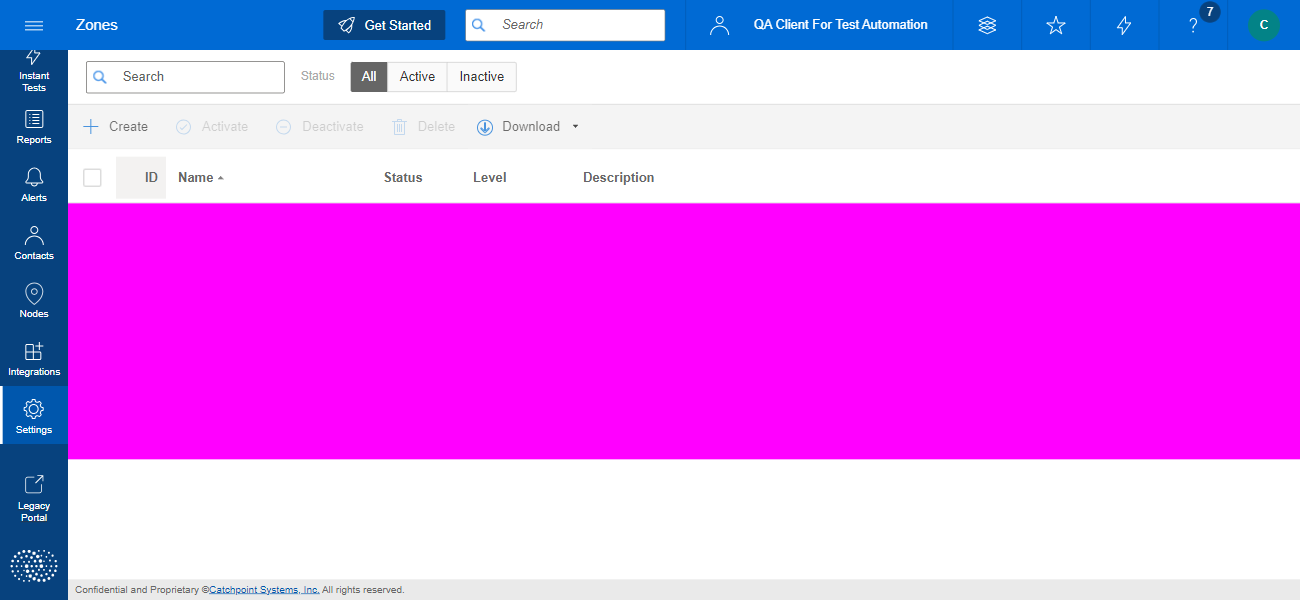 Zones
Get Started
Search
QA Client For Test Automation
?
7
C
Instant
Tests
Reports
Alerts
Contacts
Nodes
Integrations
Settings
Legacy
Portal
Search
Status
All
Active
Inactive
Create
Activate
Deactivate
Delete
Download
ID
Name
Status
Level
Description
Confidential and Proprietary ©Catchpoint Systems, Inc. All rights reserved.